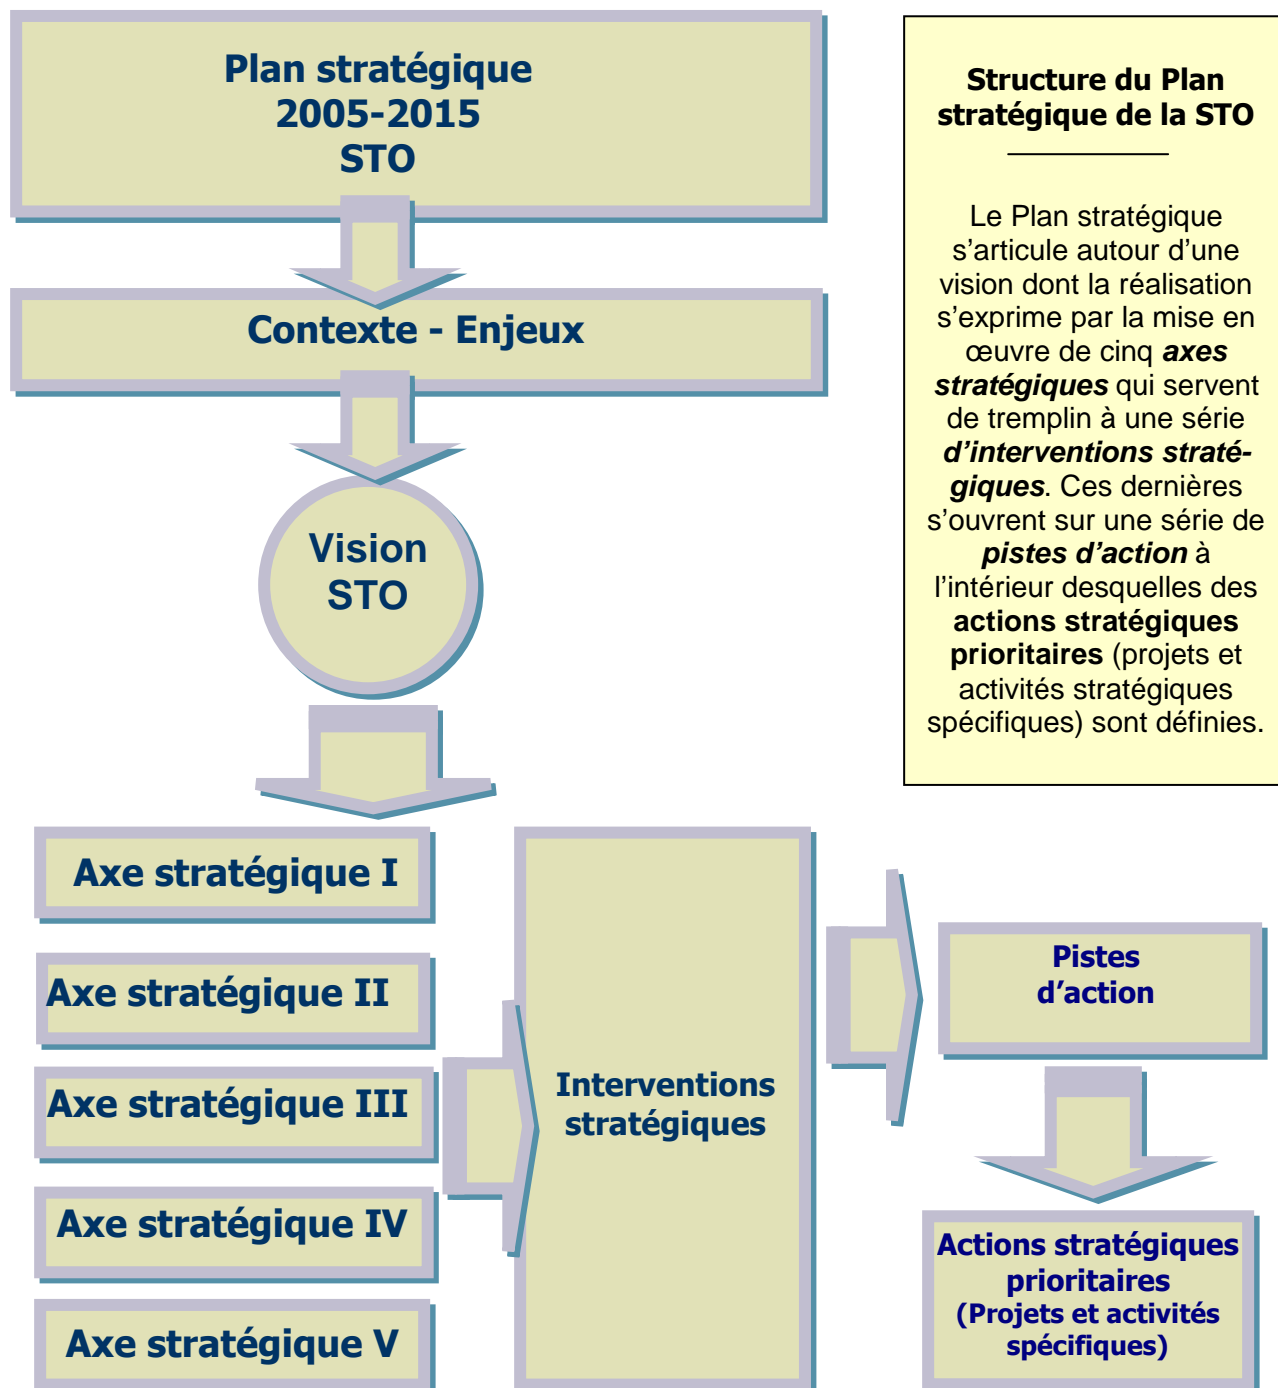 Plan stratégique
2005-2015
STO
Contexte - Enjeux
Vision
STO
Structure du Plan
stratégique de la STO
Le Plan stratégique
s’articule autour d’une
vision dont la réalisation
s’exprime par la mise en
œuvre de cinq axes
stratégiques qui servent
de tremplin à une série
d’interventions straté-
giques. Ces dernières
s’ouvrent sur une série de
pistes d’action à
l’intérieur desquelles des
actions stratégiques
prioritaires (projets et
activités stratégiques
spécifiques) sont définies.
Axe stratégique I
Axe stratégique II
Axe stratégique III
Axe stratégique IV
Axe stratégique V
Interventions
stratégiques
Pistes
d’action
Actions stratégiques
prioritaires
(Projets et activités
spécifiques)